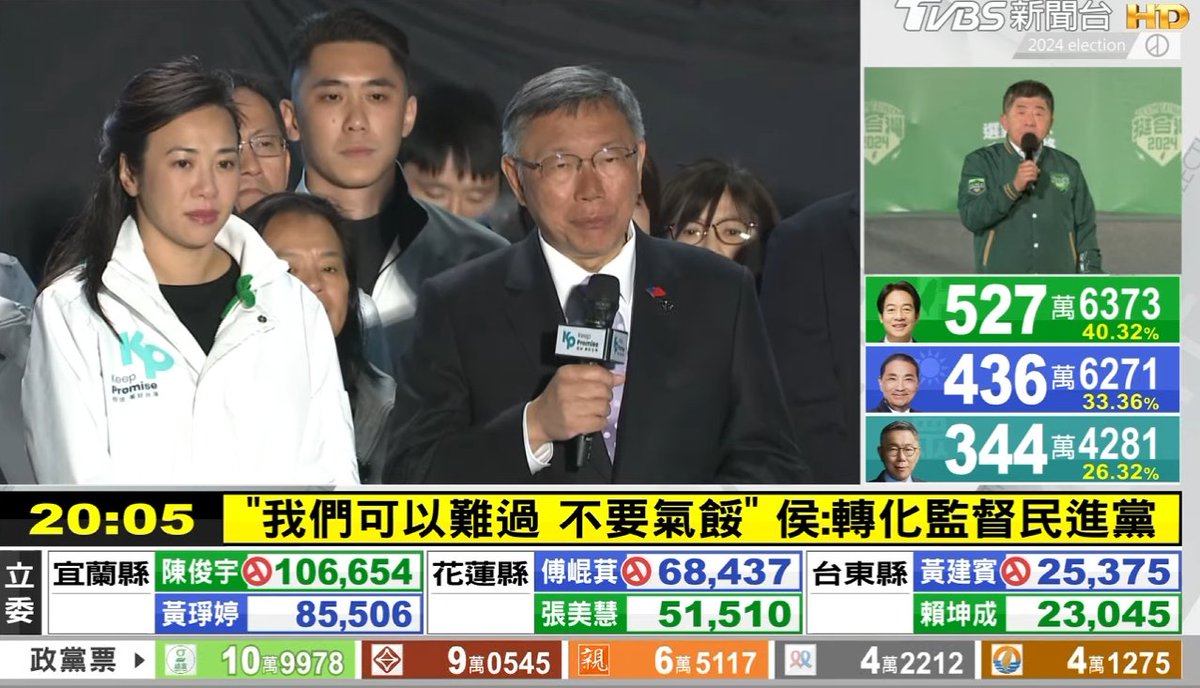 TVBS新聞台 HD
2024 election
2024
2024
KP
Keep
Promise
KP Keep
Promise
527萬6373
40.32%
436萬6271
33.36%
344萬4281
26.32%
20:05 "我們可以難過 不要氣餒" 侯:轉化監督民進黨
立委
宜蘭縣 陳俊宇 106,654
黃琤婷 85,506
花蓮縣 傅崐萁 68,437
張美慧 51,510
台東縣 黃建賓 25,375
賴坤成 23,045
政黨票 10萬9978 9萬0545 親 6萬5117 4萬2212 4萬1275